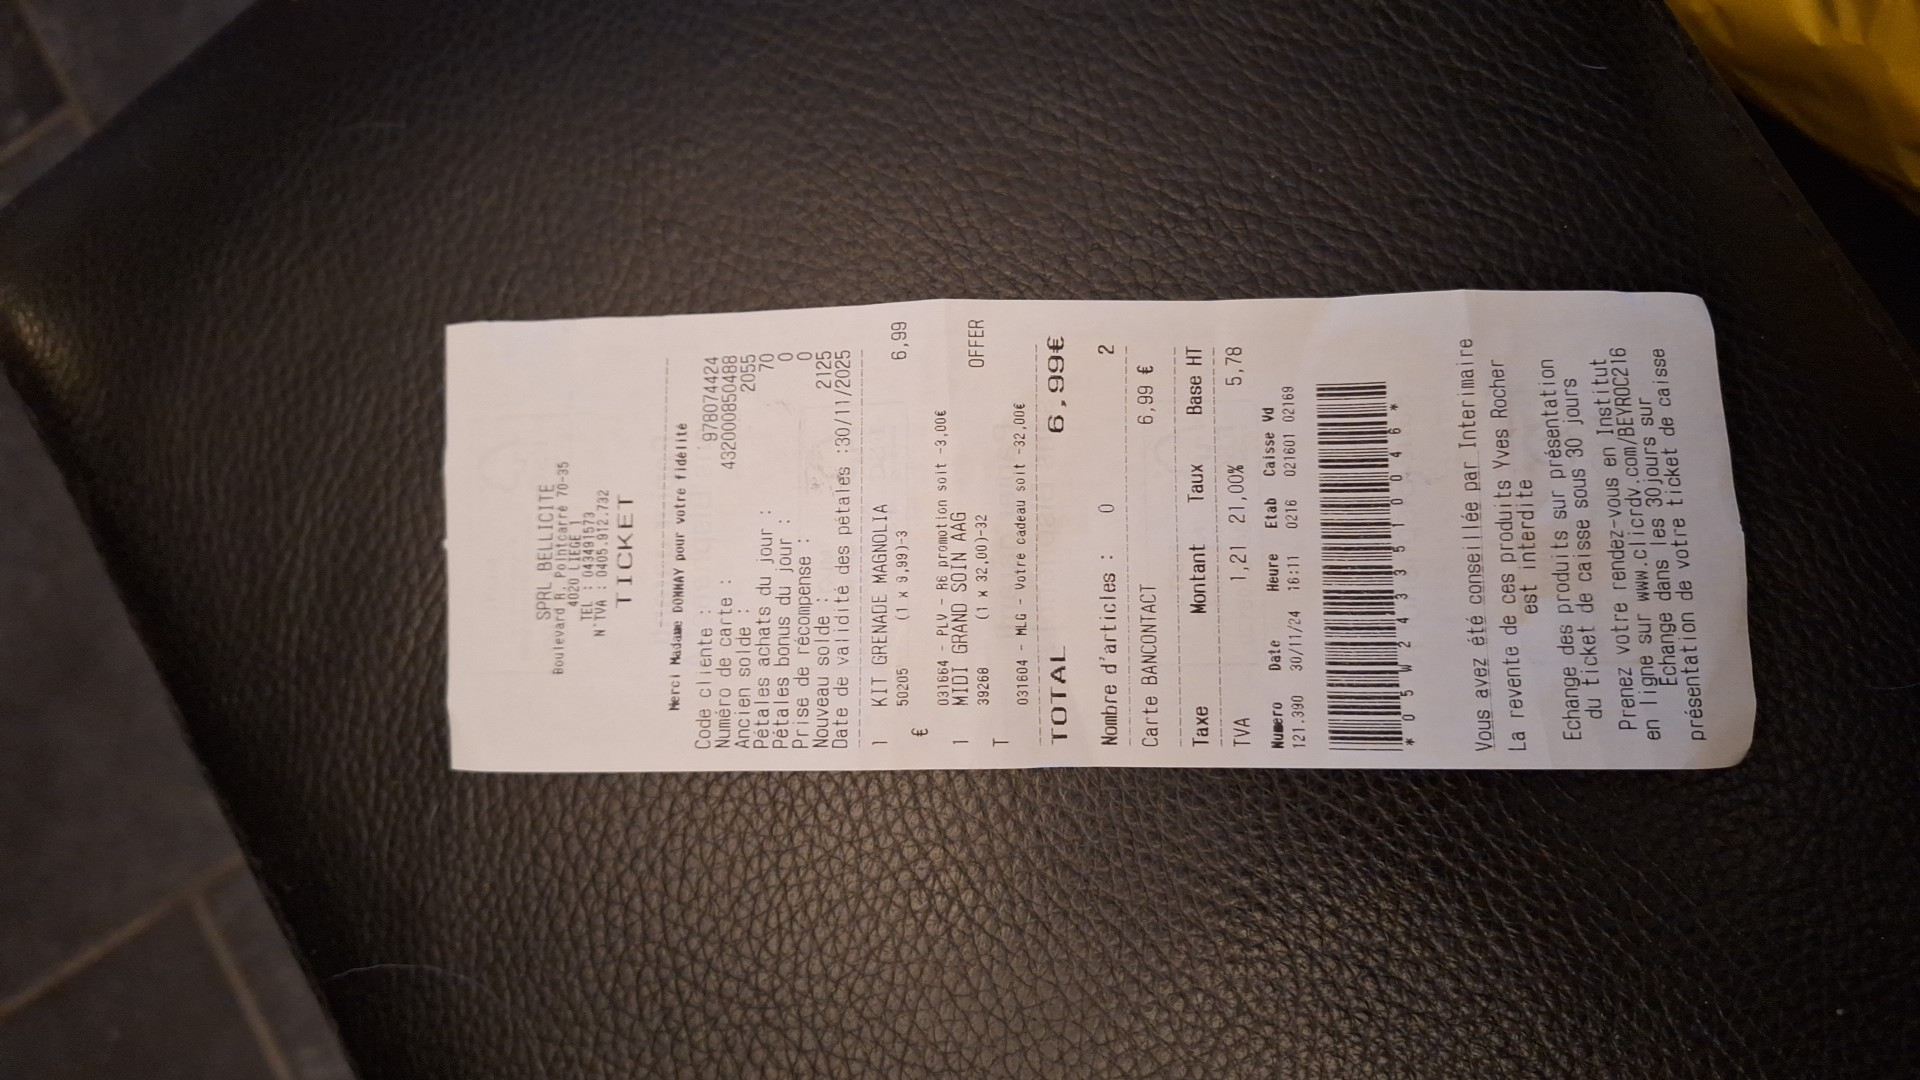 SPRL BELLICITE
Boulevard R. Pointcarré 70-35
4020 LIEGE 1
TEL : 043491573
N°TVA : 0405.912.732
TICKET
Merci Madame DONNAY pour votre fidélité
Code cliente : 978074424
Numéro de carte : 4320000850488
Ancien solde : 2055
Pétales achats du jour : 70
Pétales bonus du jour : 0
Prise de récompense : 0
Nouveau solde : 2125
Date de validité des pétales :30/11/2025
1 KIT GRENADE MAGNOLIA 6,99
50205 (1 x 9,99)-3
€
031664 - PLV - R6 promotion soit -3,00€
1 MIDI GRAND SOIN AAG OFFER
39268 (1 x 32,00)-32
T
031604 - MLG - Votre cadeau soit -32,00€
TOTAL 6,99€
Nombre d'articles : 0 2
Carte BANCONTACT 6,99 €
Taxe Montant Taux Base HT
TVA 1,21 21,00% 5,78
Numero Date Heure Etab Caisse Vd
121.390 30/11/24 16:11 0216 021601 02169
*05W2433510046*
Vous avez été conseillée par Interimaire
La revente de ces produits Yves Rocher
est interdite
Echange des produits sur présentation
du ticket de caisse sous 30 jours
Prenez votre rendez-vous en Institut
en ligne sur www.clicrdv.com/BEYROC216
Echange dans les 30jours sur
présentation de votre ticket de caisse